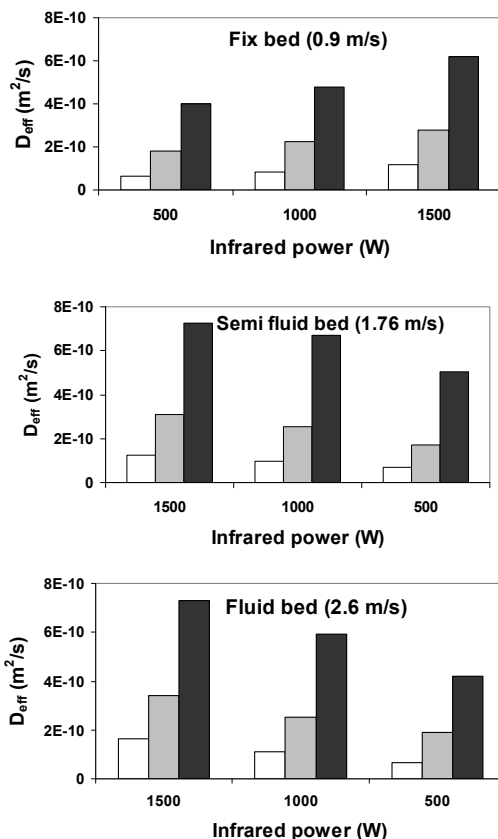 Fix bed (0.9 m/s)
D_eff (m²/s)
8E-10
6E-10
4E-10
2E-10
0
500 1000 1500
Infrared power (W)
Semi fluid bed (1.76 m/s)
D_eff (m²/s)
8E-10
6E-10
4E-10
2E-10
0
1500 1000 500
Infrared power (W)
Fluid bed (2.6 m/s)
D_eff (m²/s)
8E-10
6E-10
4E-10
2E-10
0
1500 1000 500
Infrared power (W)